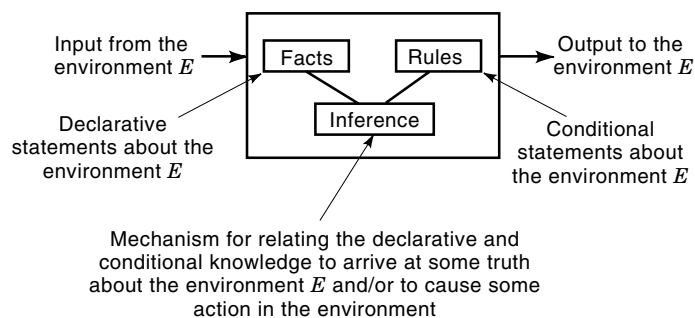 Input from the
environment E
Facts
Rules
Output to the
environment E
Inference
Declarative
statements about the
environment E
Conditional
statements about
the environment E
Mechanism for relating the declarative and
conditional knowledge to arrive at some truth
about the environment E and/or to cause some
action in the environment